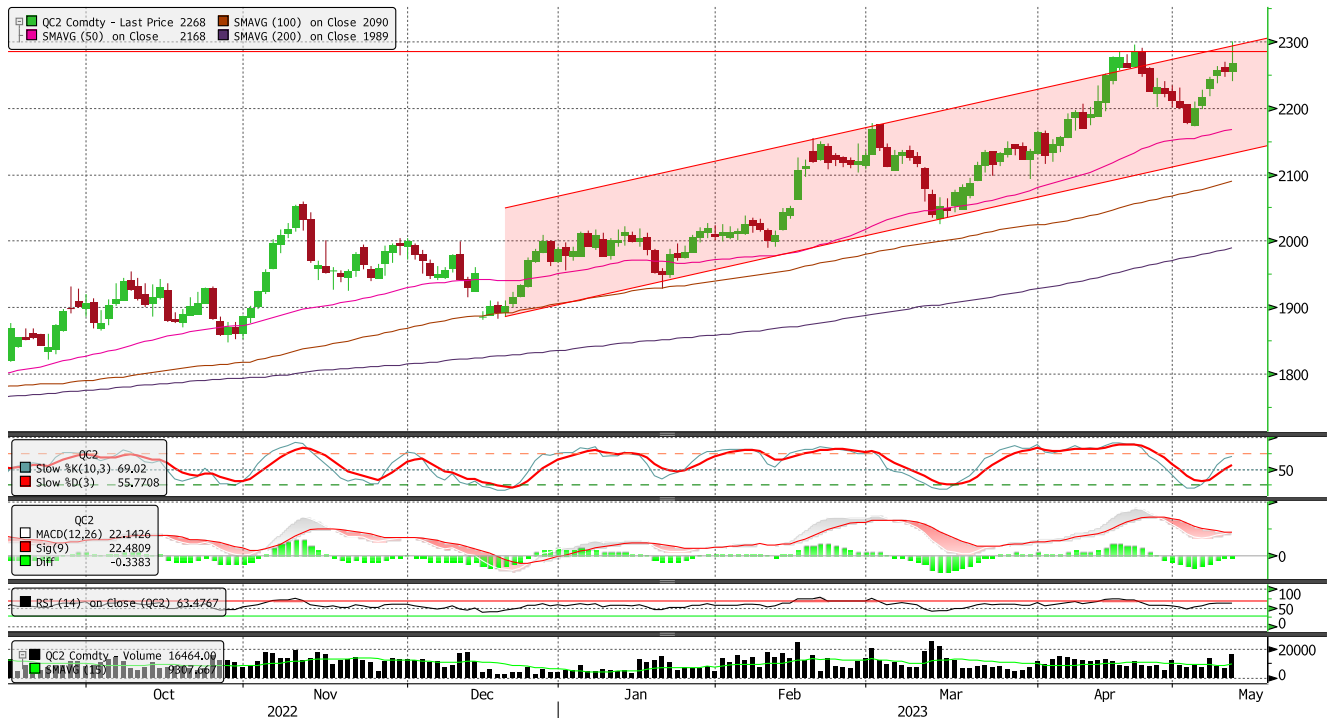 QC2 Comdty - Last Price 2268 SMAVG (100) on Close 2090
SMAVG (50) on Close 2168 SMAVG (200) on Close 1989
2300
2200
2100
2000
1900
1800
QC2
Slow %K(10,3) 69.02
Slow %D(3) 55.7708
50
QC2
MACD(12,26) 22.1426
Sig(9) 22.4809
Diff -0.3383
0
RSI (14) on Close (QC2) 63.4767
100
50
0
QC2 Comdty - Volume 16464.00
SMAVG (15) 9307.667
20000
0
Oct Nov Dec Jan Feb Mar Apr May
2022 2023